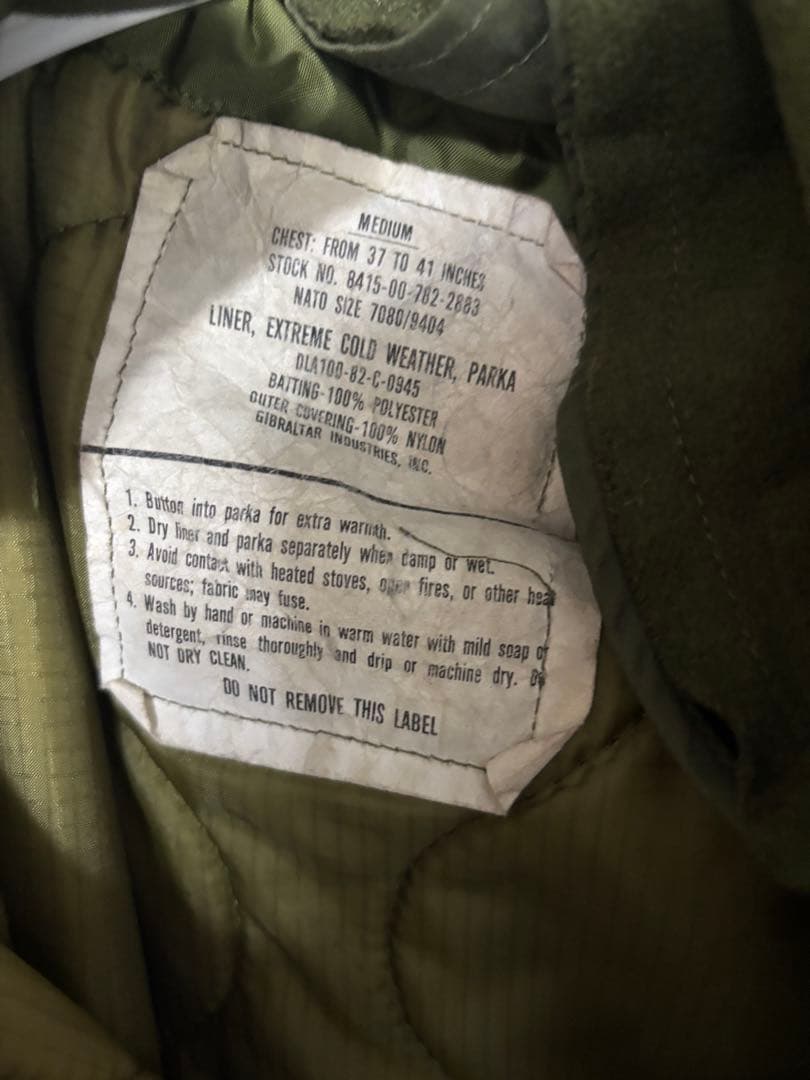 MEDIUM
CHEST: FROM 37 TO 41 INCHES
STOCK NO. 8415-00-782-2883
NATO SIZE 7080/9404
LINER, EXTREME COLD WEATHER, PARKA
DLA100-82-C-0945
BATTING-100% POLYESTER
OUTER COVERING-100% NYLON
GIBRALTAR INDUSTRIES, INC.
1. Button into parka for extra warmth.
2. Dry liner and parka separately when damp or wet.
3. Avoid contact with heated stoves, open fires, or other heat
sources; fabric may fuse.
4. Wash by hand or machine in warm water with mild soap or
detergent, rinse thoroughly and drip or machine dry. Do
NOT DRY CLEAN.
DO NOT REMOVE THIS LABEL